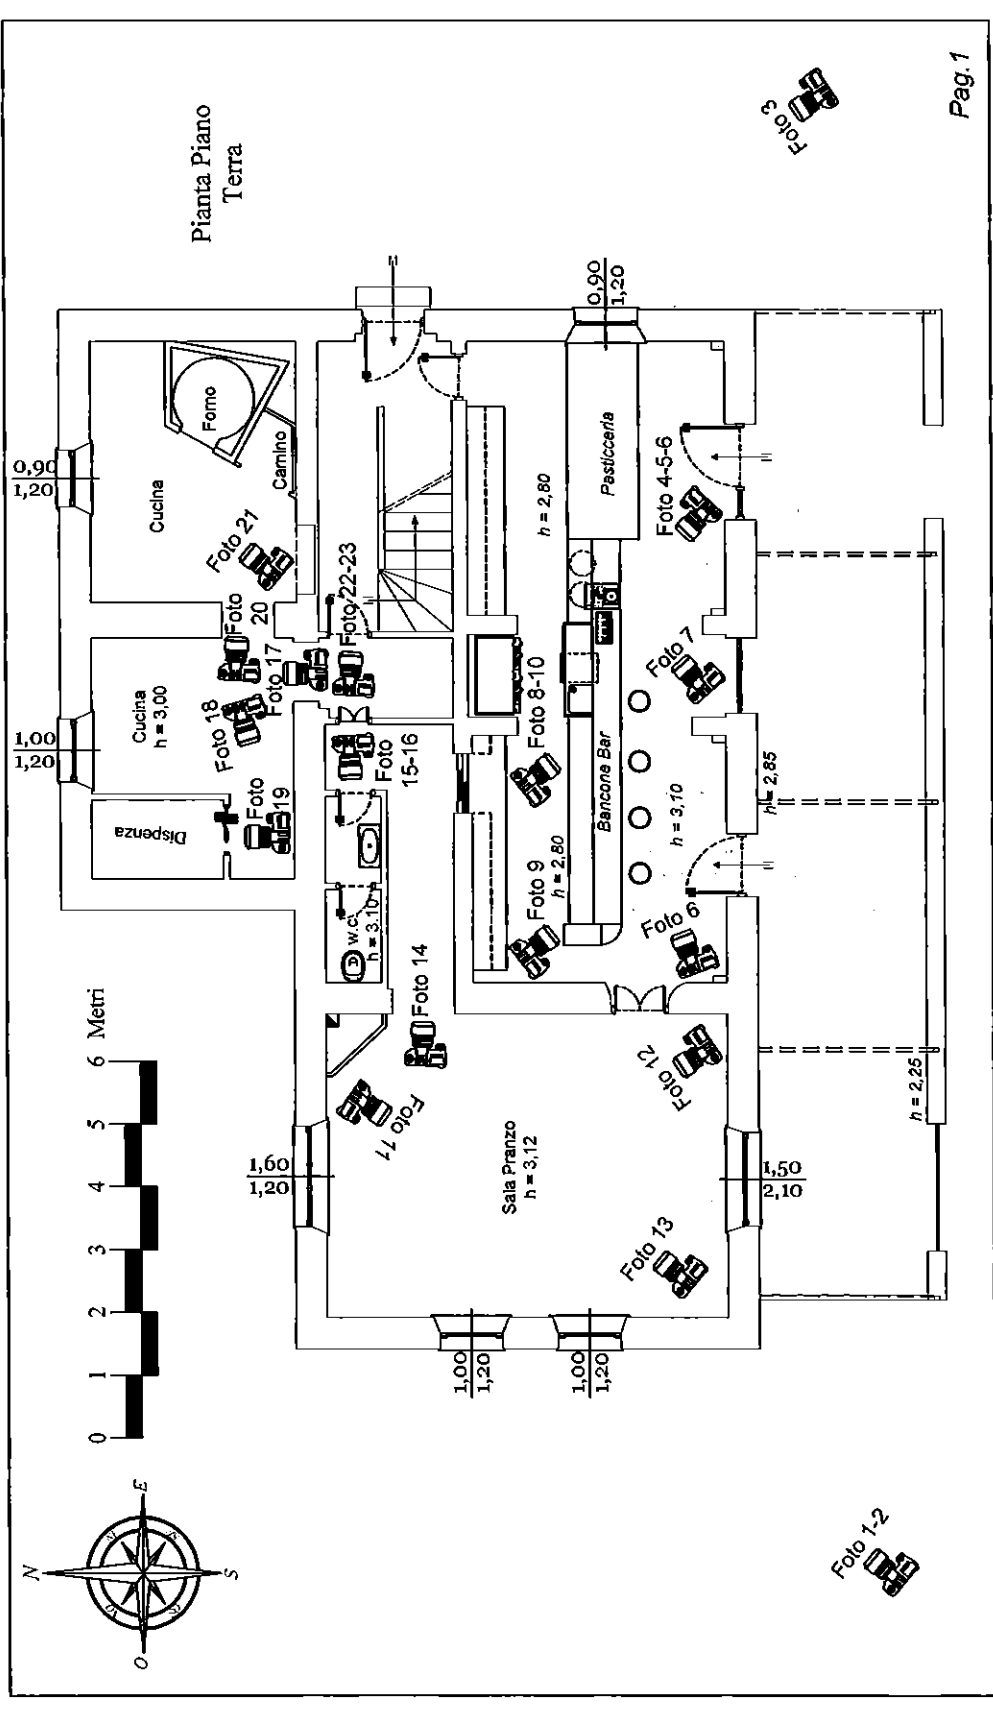 Pianta Piano
Terra
Foto 3
Pag.1
0,90
1,20
Cucina
Forno
Camino
Foto 21
0,90
1,20
Pasticceria
h = 2,80
Foto 4-5-6
Foto
20
Foto 17
Foto 22-23
Foto 18
Cucina
h = 3,00
1,00
1,20
Dispenza
Foto
19
Foto
15-16
Foto 8-10
Foto 7
Bancone Bar
h = 3,10
h = 2,85
Foto 9
h = 2,80
w.c.
h = 3.10
Foto 14
Foto 6
Foto 11
Foto 12
h = 2,25
1,60
1,20
Sala Pranzo
h = 3,12
1,50
2,10
Foto 13
1,00
1,20
1,00
1,20
0 1 2 3 4 5 6 Metri
N
E
S
O
Foto 1-2